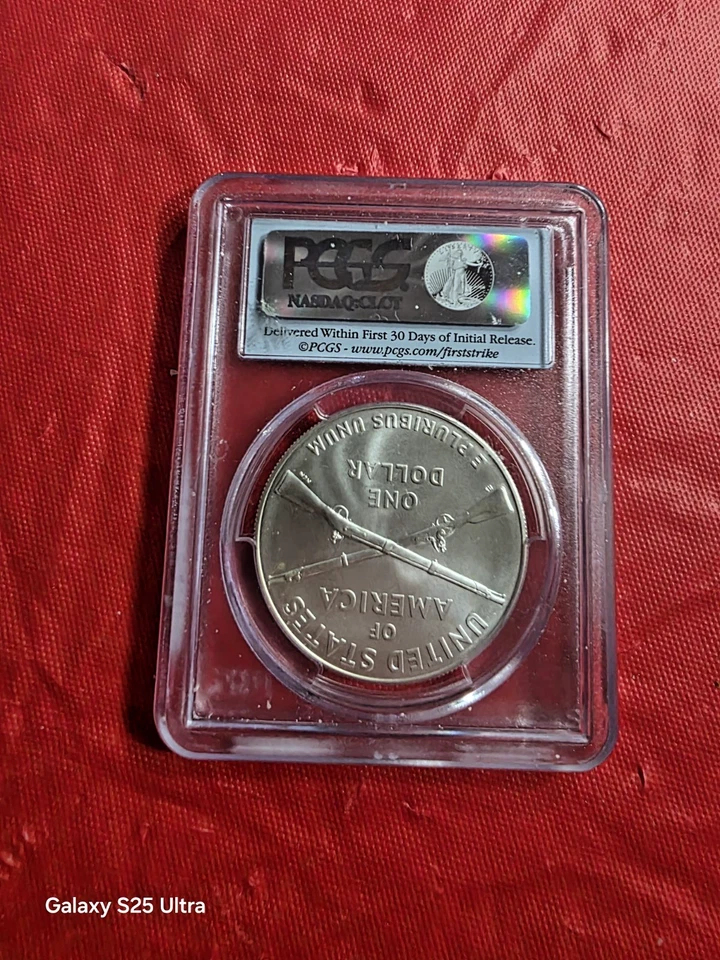 PCGS
NASDAQ:CLCT
Delivered Within First 30 Days of Initial Release.
©PCGS - www.pcgs.com/firststrike
UNITED STATES
OF
AMERICA
ONE
DOLLAR
E PLURIBUS UNUM
Galaxy S25 Ultra